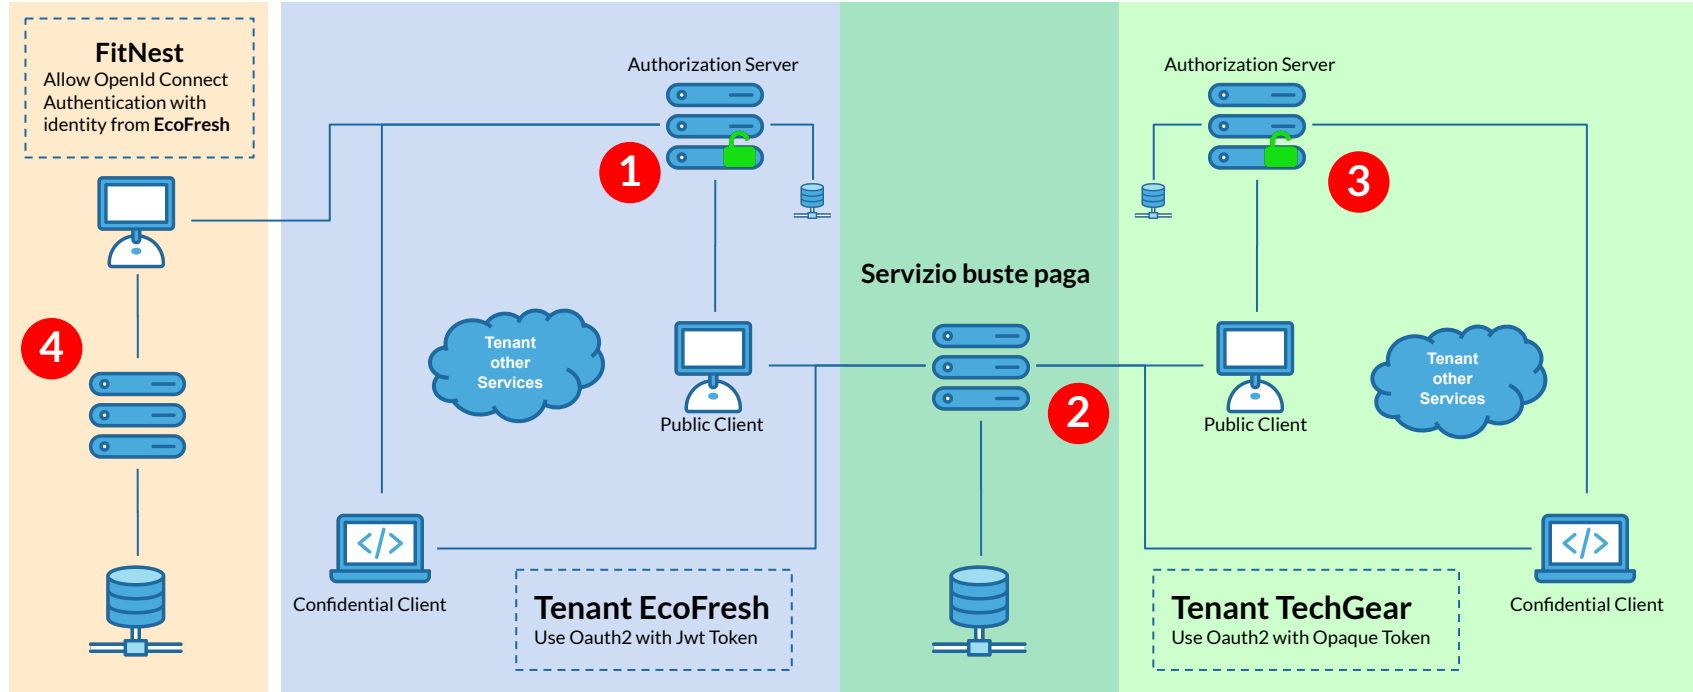 FitNest
Allow OpenId Connect
Authentication with
identity from EcoFresh
4
Authorization Server
1
Tenant
other
Services
Public Client
</>
Confidential Client
Tenant EcoFresh
Use Oauth2 with Jwt Token
Servizio buste paga
2
Authorization Server
3
Public Client
Tenant
other
Services
</>
Confidential Client
Tenant TechGear
Use Oauth2 with Opaque Token